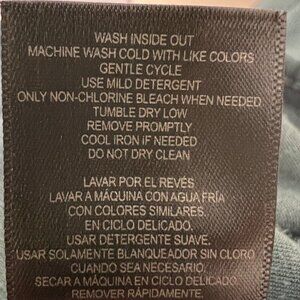 WASH INSIDE OUT
MACHINE WASH COLD WITH LIKE COLORS
GENTLE CYCLE
USE MILD DETERGENT
ONLY NON-CHLORINE BLEACH WHEN NEEDED
TUMBLE DRY LOW
REMOVE PROMPTLY
COOL IRON IF NEEDED
DO NOT DRY CLEAN
LAVAR POR EL REVÉS
LAVAR A MÁQUINA CON AGUA FRÍA
CON COLORES SIMILARES.
EN CICLO DELICADO.
USAR DETERGENTE SUAVE.
USAR SOLAMENTE BLANQUEADOR SIN CLORO
CUANDO SEA NECESARIO.
SECAR A MÁQUINA EN CICLO DELICADO
REMOVER RÁPIDAMENTE